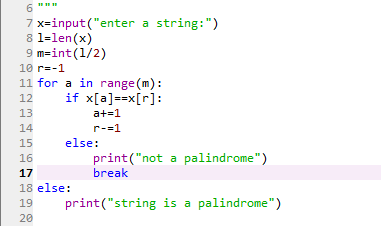 6 """
7 x=input("enter a string:")
8 l=len(x)
9 m=int(l/2)
10 r=-1
11 for a in range(m):
12     if x[a]==x[r]:
13         a+=1
14         r-=1
15     else:
16         print("not a palindrome")
17         break
18 else:
19     print("string is a palindrome")
20